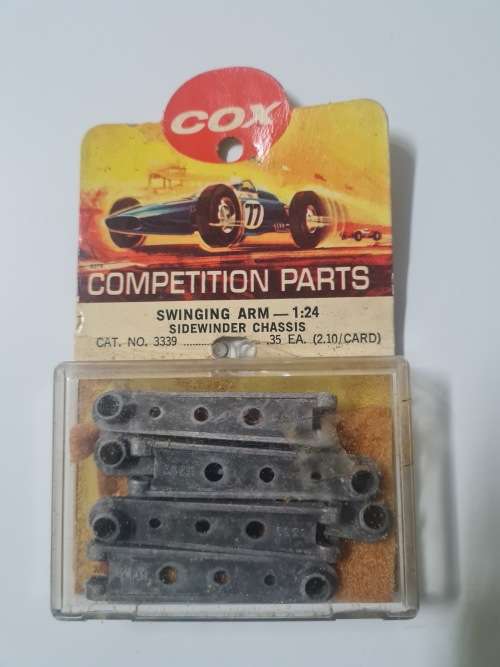 COX
77
COMPETITION PARTS
SWINGING ARM — 1:24
SIDEWINDER CHASSIS
CAT. NO. 3339 .............. .35 EA. (2.10/CARD)